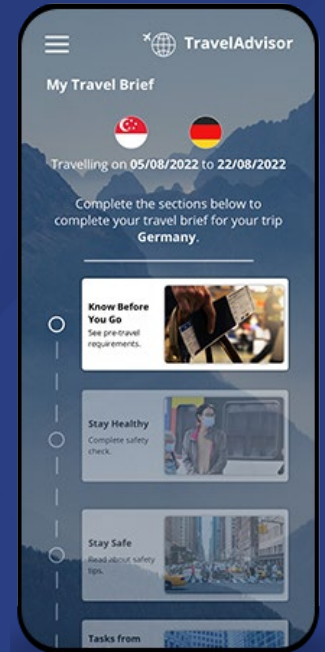 TravelAdvisor
My Travel Brief
Travelling on 05/08/2022 to 22/08/2022
Complete the sections below to
complete your travel brief for your trip
Germany.
Know Before
You Go
See pre-travel
requirements.
Stay Healthy
Complete safety
check.
Stay Safe
Read about safety
tips.
Tasks from